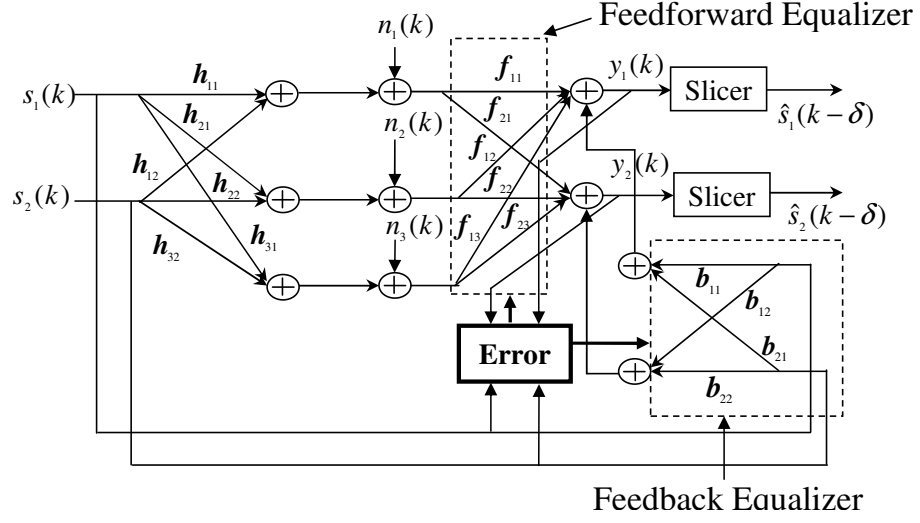 Feedforward Equalizer
n₁(k)
s₁(k)
h₁₁
f₁₁
y₁(k)
Slicer
ŝ₁(k−δ)
h₂₁
f₂₁
n₂(k)
h₁₂
f₁₂
y₂(k)
s₂(k)
h₂₂
f₂₂
Slicer
ŝ₂(k−δ)
h₃₂
h₃₁
n₃(k)
f₁₃
f₂₃
b₁₁
b₁₂
Error
b₂₁
b₂₂
Feedback Equalizer